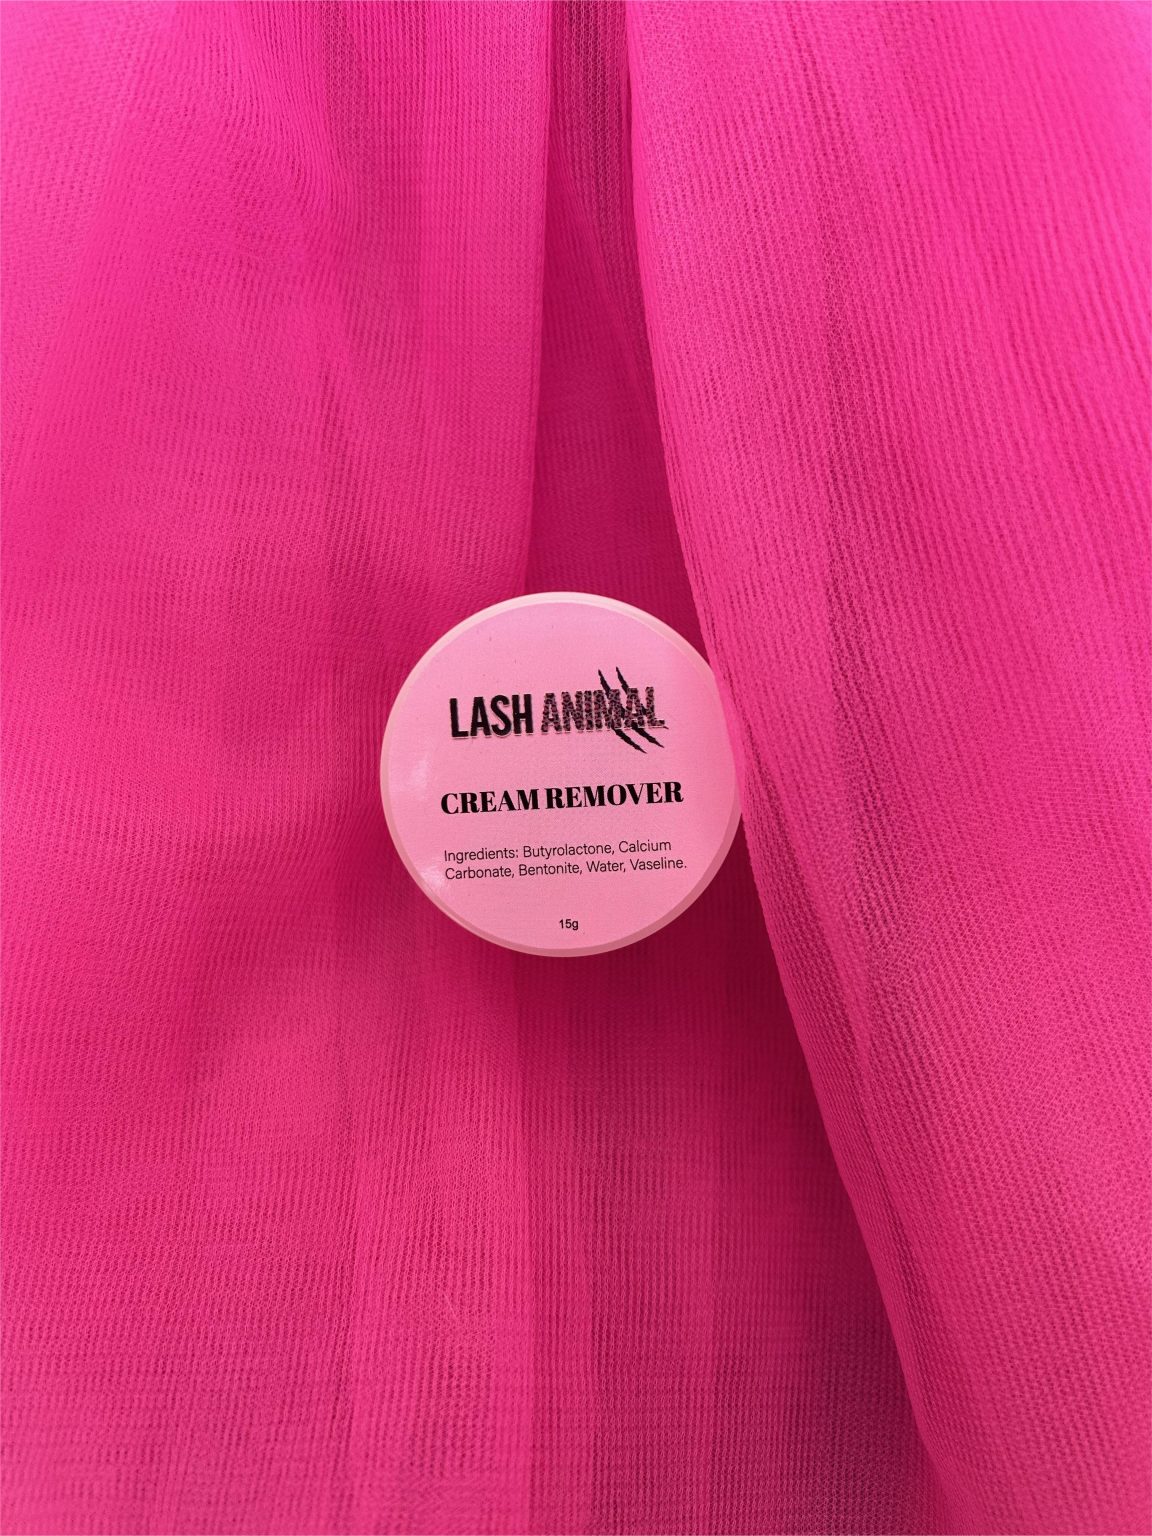 LASH ANIMAL
CREAM REMOVER
Ingredients: Butyrolactone, Calcium
Carbonate, Bentonite, Water, Vaseline.
15g